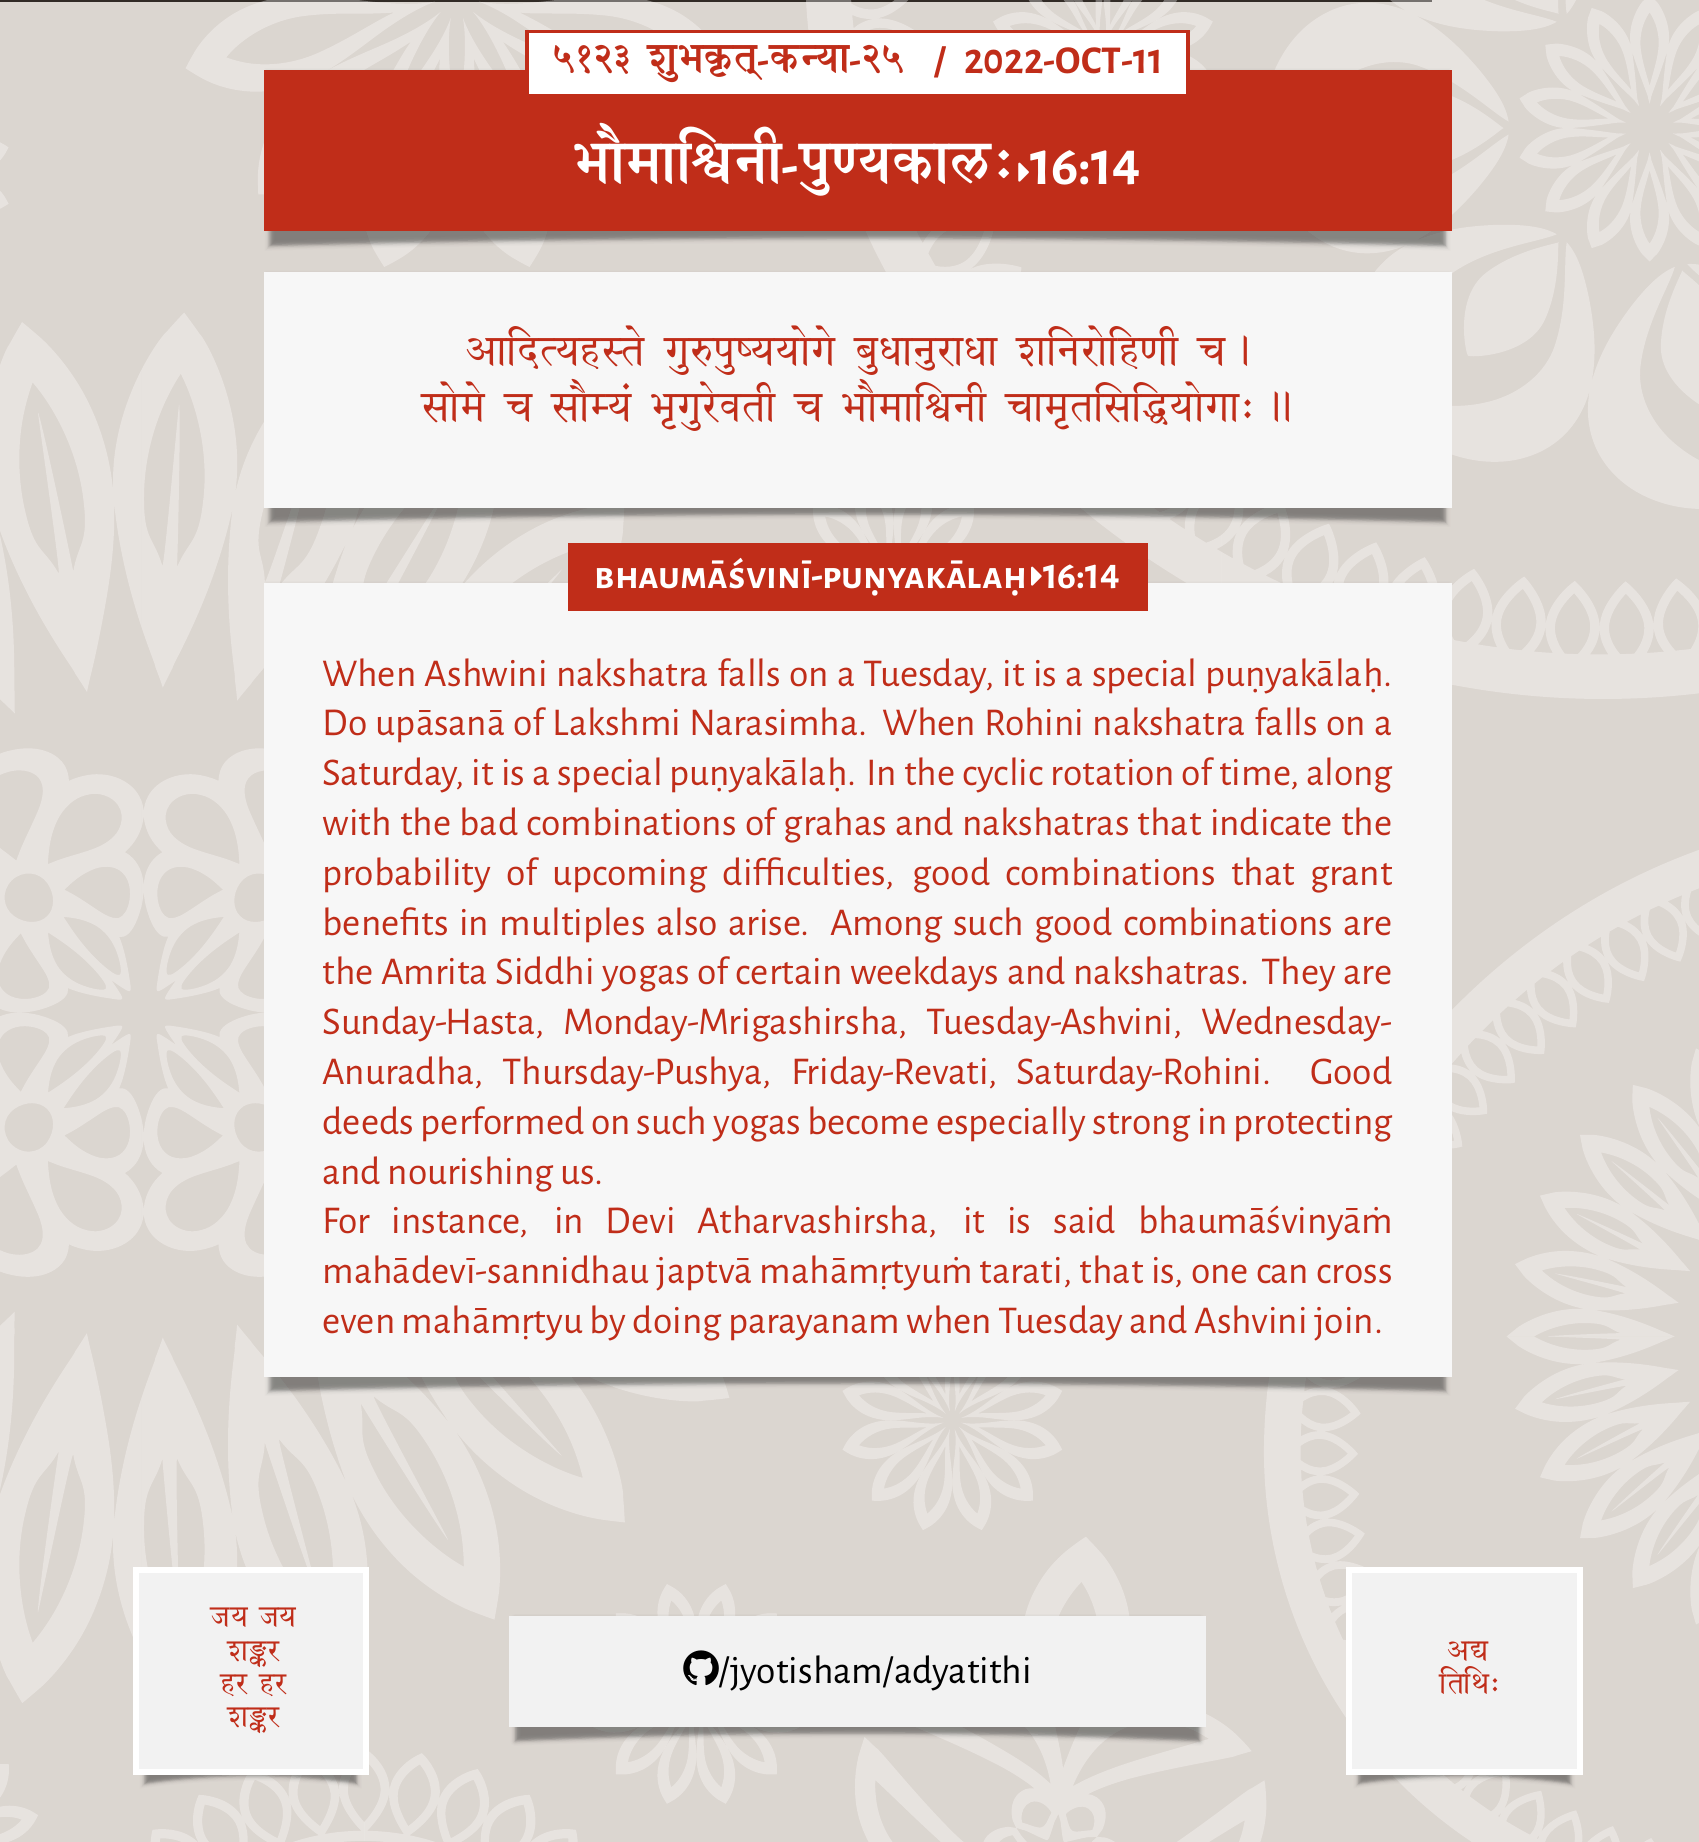 ५१२३ शुभकृत्-कन्या-२५ / 2022-OCT-11
भौमाश्विनी-पुण्यकालः▸16:14
आदित्यहस्ते गुरुपुष्ययोगे बुधानुराधा शनिरोहिणी च।
सोमे च सौम्यं भृगुरेवती च भौमाश्विनी चामृतसिद्धियोगाः॥
BHAUMĀŚVINĪ-PUṆYAKĀLAḤ▸16:14
When Ashwini nakshatra falls on a Tuesday, it is a special puṇyakālaḥ.
Do upāsanā of Lakshmi Narasimha. When Rohini nakshatra falls on a
Saturday, it is a special puṇyakālaḥ. In the cyclic rotation of time, along
with the bad combinations of grahas and nakshatras that indicate the
probability of upcoming difficulties, good combinations that grant
benefits in multiples also arise. Among such good combinations are
the Amrita Siddhi yogas of certain weekdays and nakshatras. They are
Sunday-Hasta, Monday-Mrigashirsha, Tuesday-Ashvini, Wednesday-
Anuradha, Thursday-Pushya, Friday-Revati, Saturday-Rohini. Good
deeds performed on such yogas become especially strong in protecting
and nourishing us.
For instance, in Devi Atharvashirsha, it is said bhaumāśvinyāṁ
mahādevī-sannidhau japtvā mahāmṛtyuṁ tarati, that is, one can cross
even mahāmṛtyu by doing parayanam when Tuesday and Ashvini join.
जय जय
शङ्कर
हर हर
शङ्कर
/jyotisham/adyatithi
अद्य
तिथिः